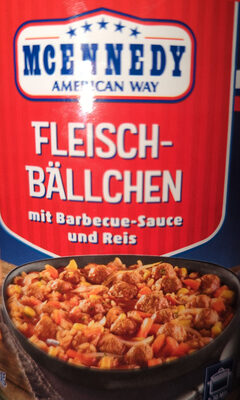 McENNEDY
AMERICAN WAY
FLEISCH-
BÄLLCHEN
mit Barbecue-Sauce
und Reis